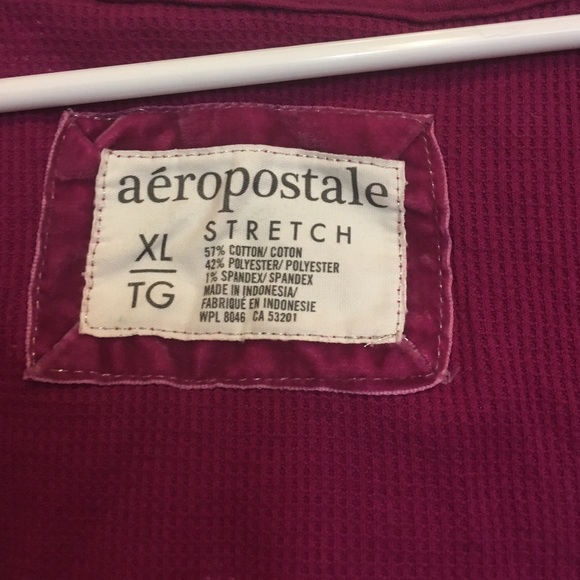 aéropostale
STRETCH
XL
TG
57% COTTON/ COTON
42% POLYESTER/ POLYESTER
1% SPANDEX/ SPANDEX
MADE IN INDONESIA/
FABRIQUÉ EN INDONESIE
WPL 8046 CA 53201